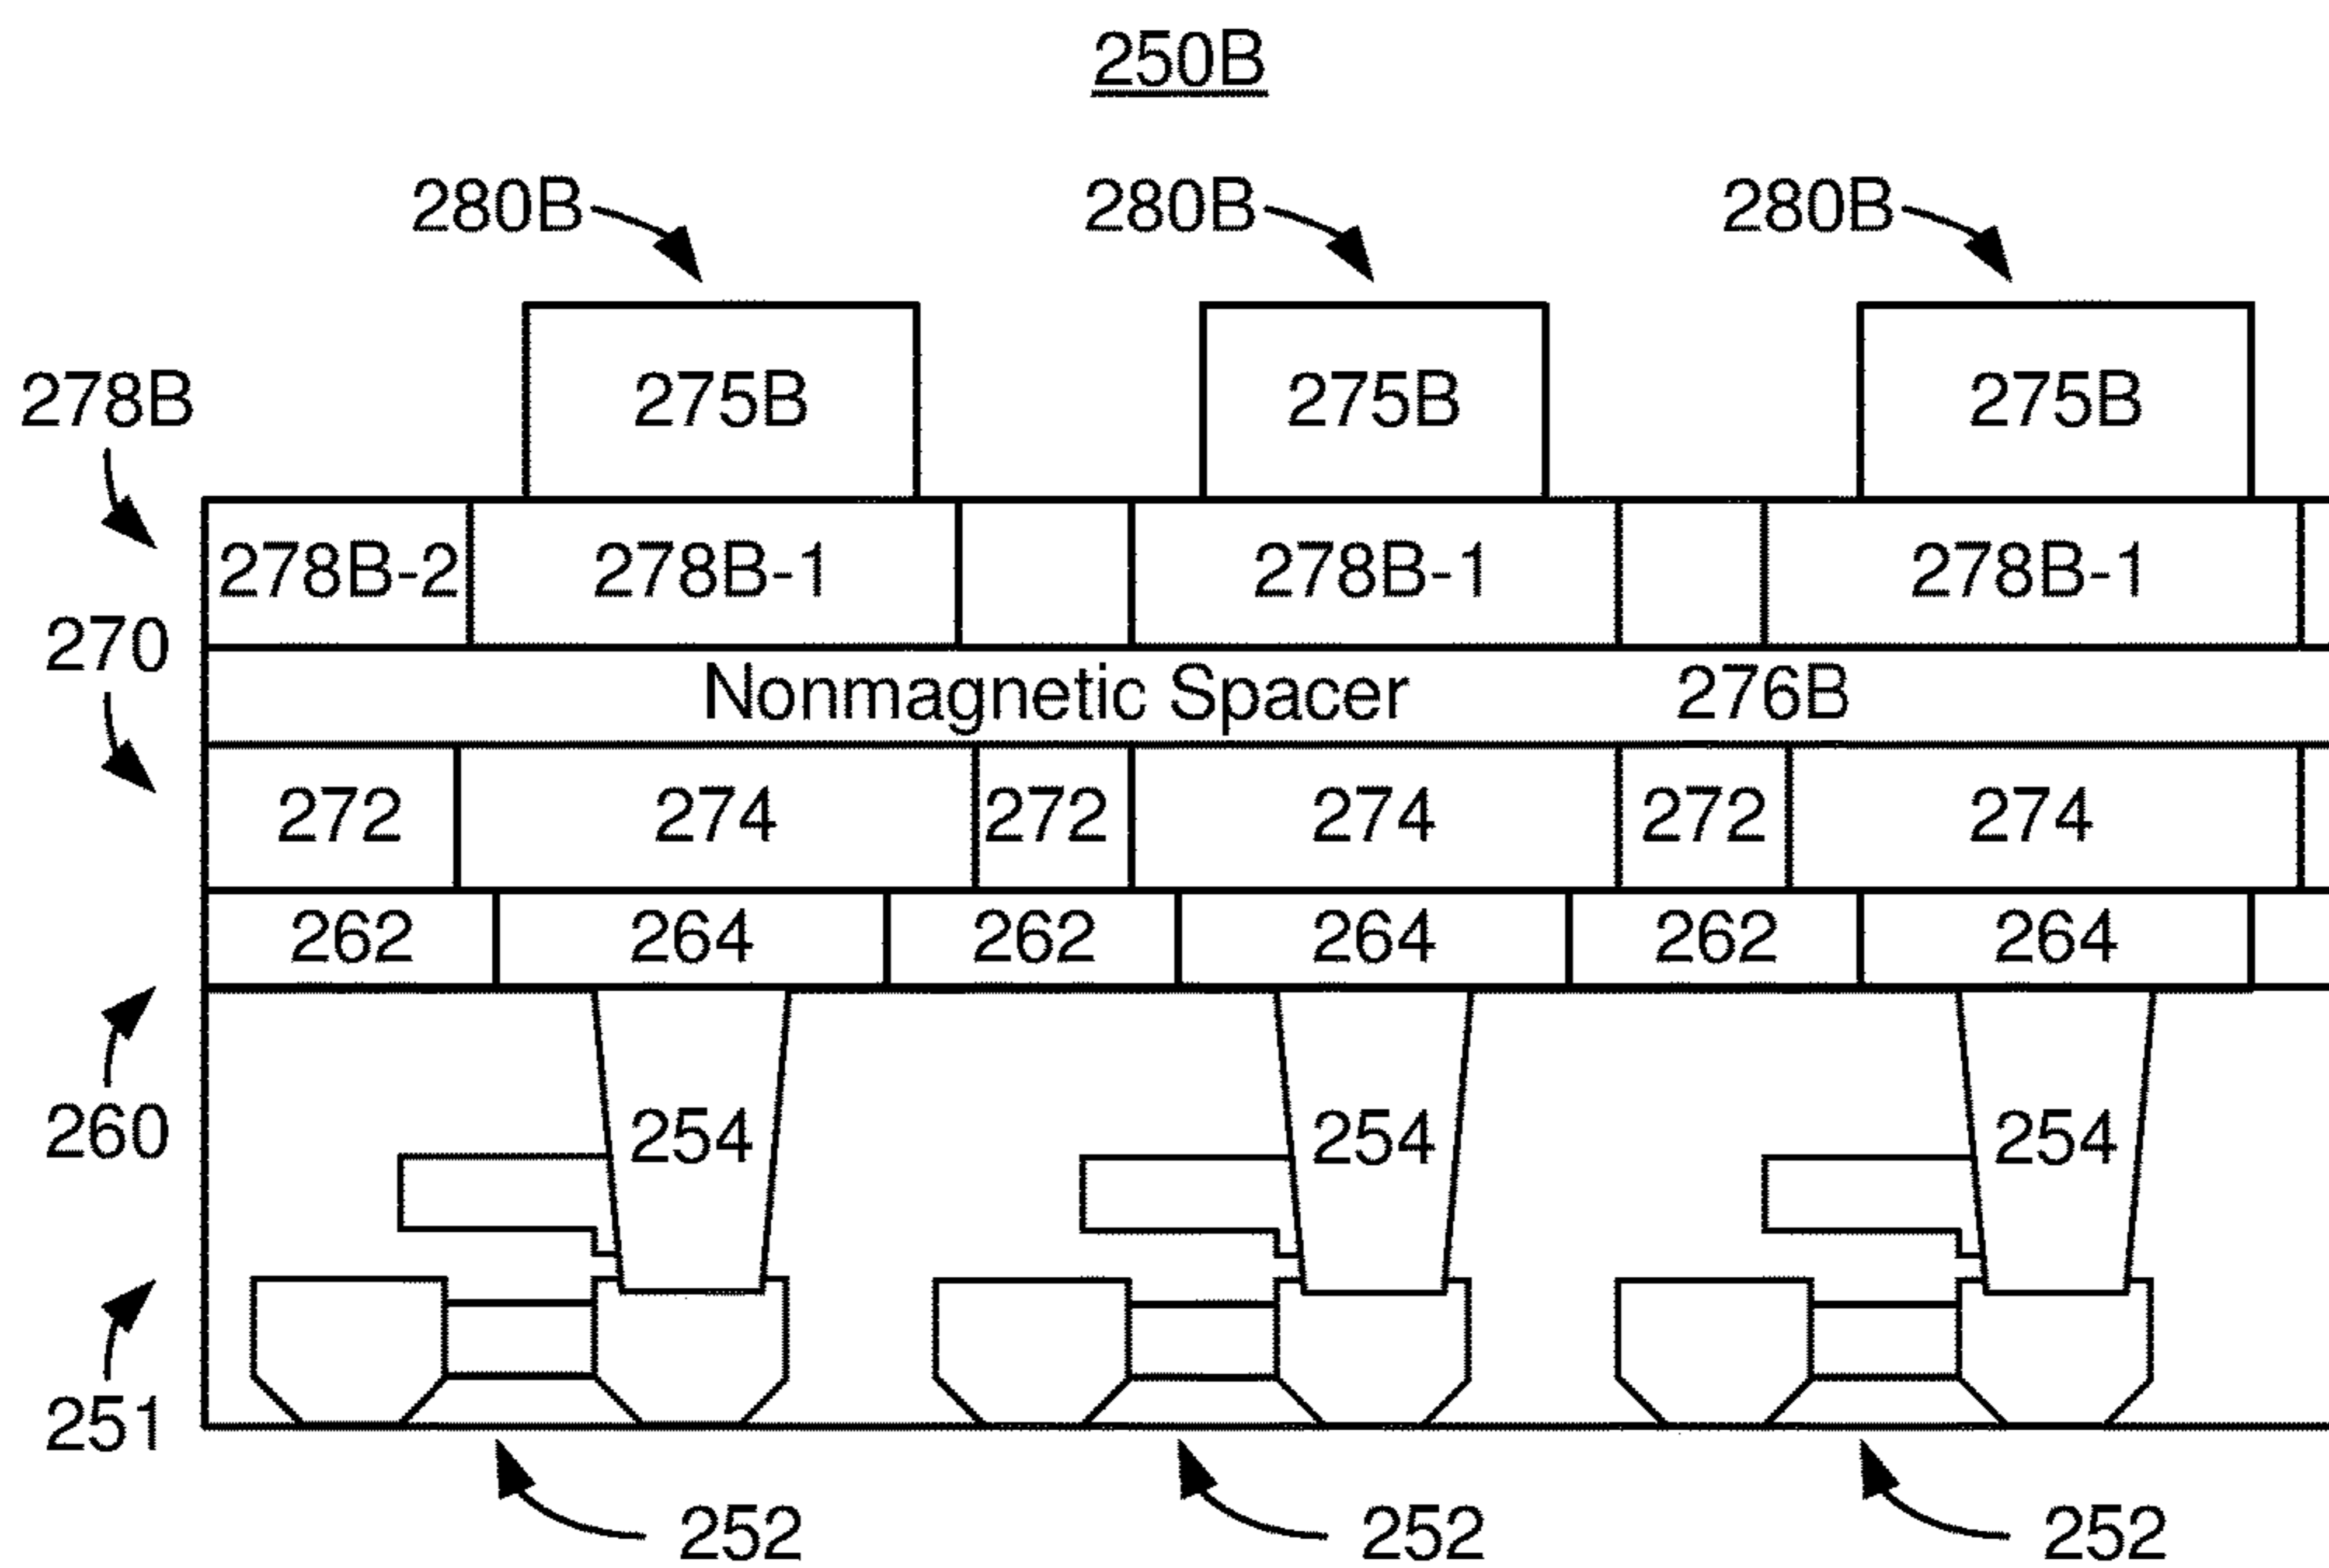 250B
280B 280B 280B
278B 275B 275B 275B
278B-2 278B-1 278B-1 278B-1
270 Nonmagnetic Spacer 276B
272 274 272 274 272 274
262 264 262 264 262 264
260 254 254 254
251
252 252 252